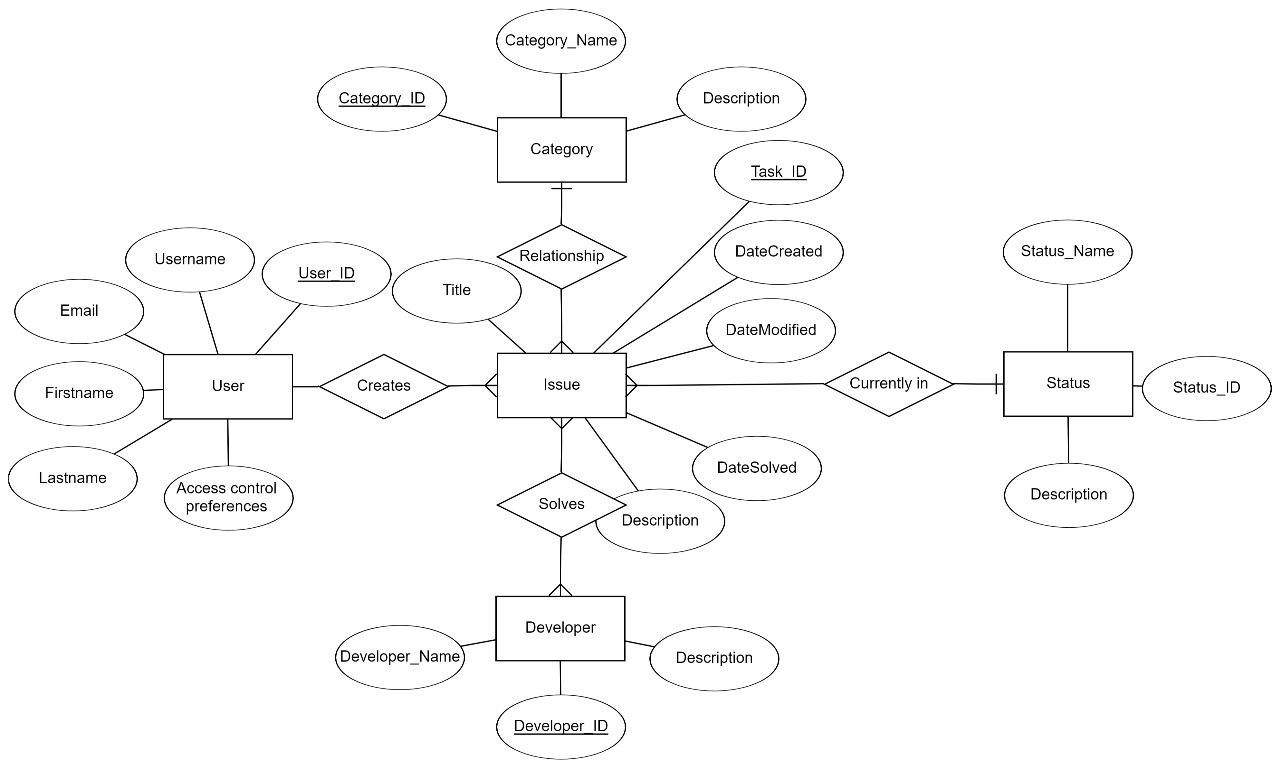 Category_Name
Category_ID
Description
Category
Task_ID
Relationship
DateCreated
Status_Name
Username
User_ID
Title
Email
DateModified
User
Creates
Issue
Currently in
Status
Status_ID
Firstname
Lastname
Access control
preferences
DateSolved
Description
Solves
Description
Developer
Developer_Name
Description
Developer_ID